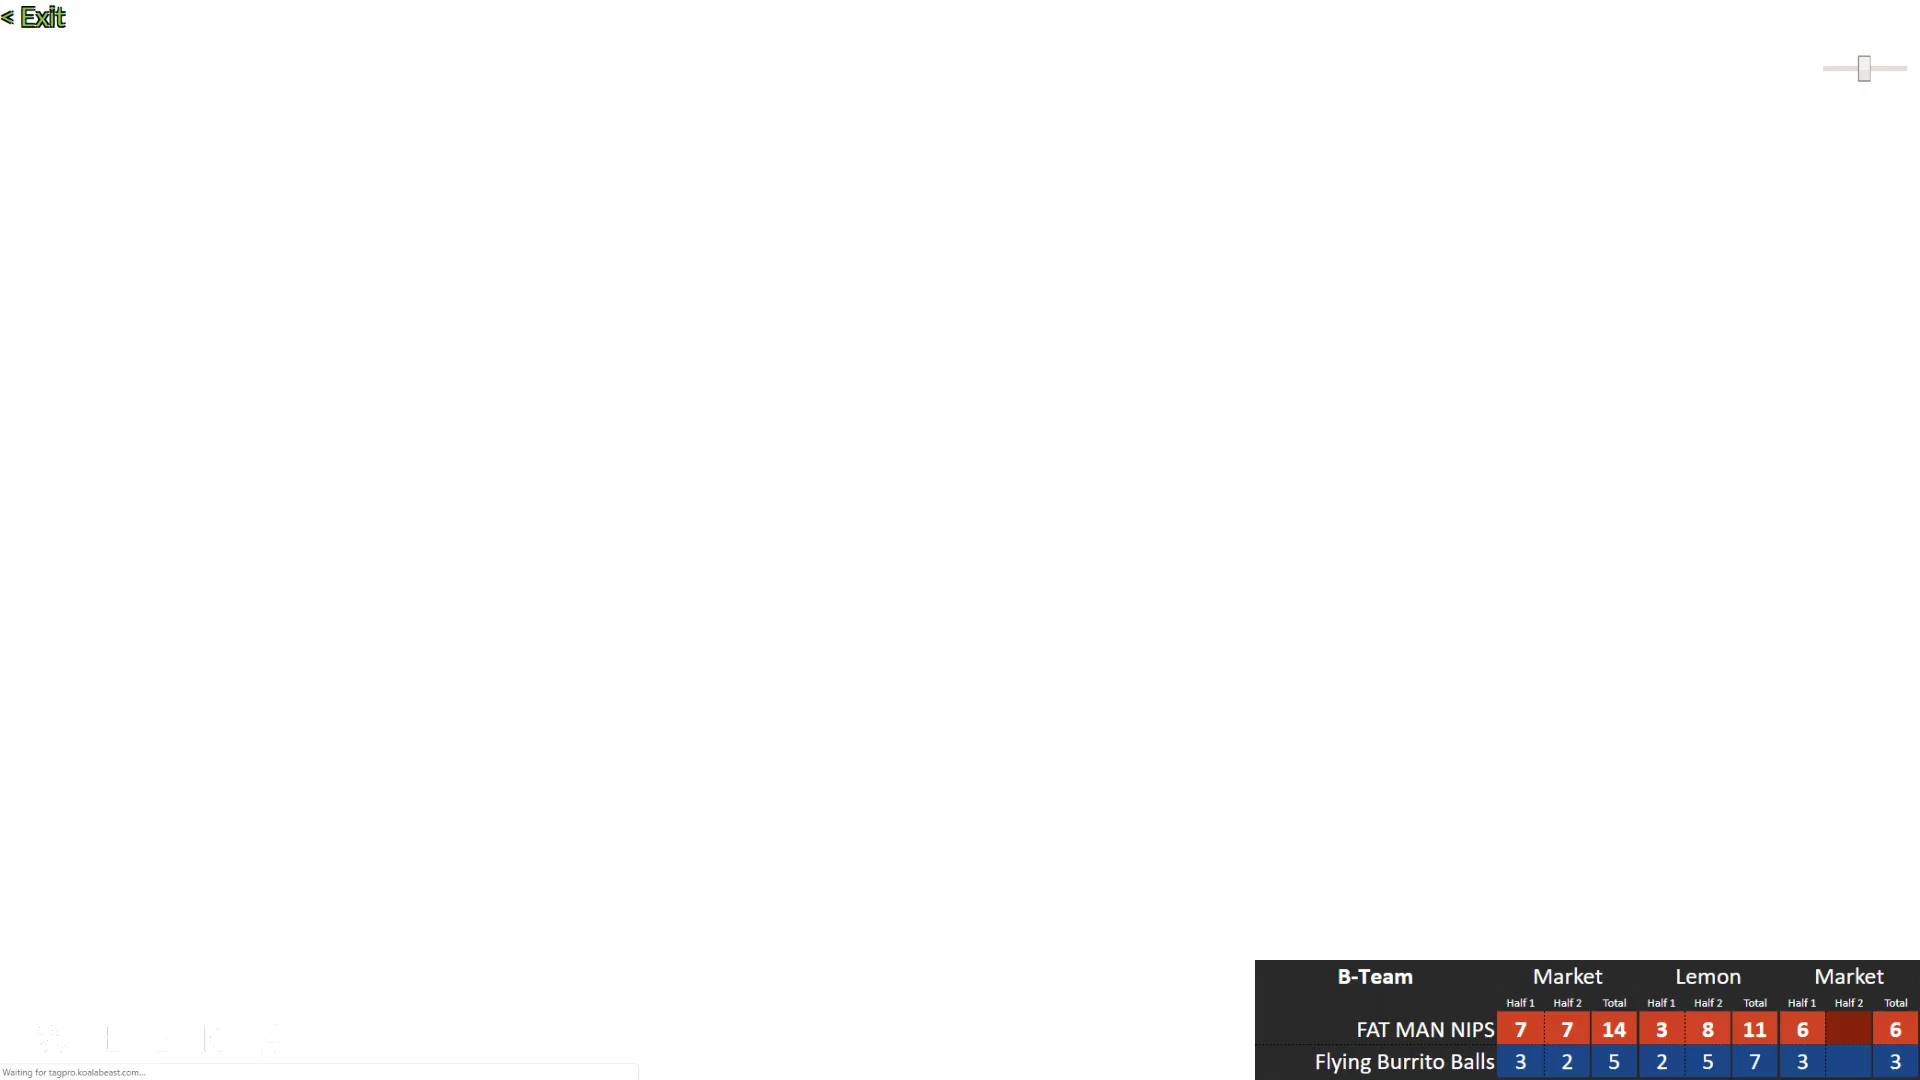 < Exit
B-Team Market Lemon Market
Half 1 Half 2 Total Half 1 Half 2 Total Half 1 Half 2 Total
FAT MAN NIPS 7 7 14 3 8 11 6 6
Flying Burrito Balls 3 2 5 2 5 7 3 3
Waiting for tagpro.koalabeast.com...